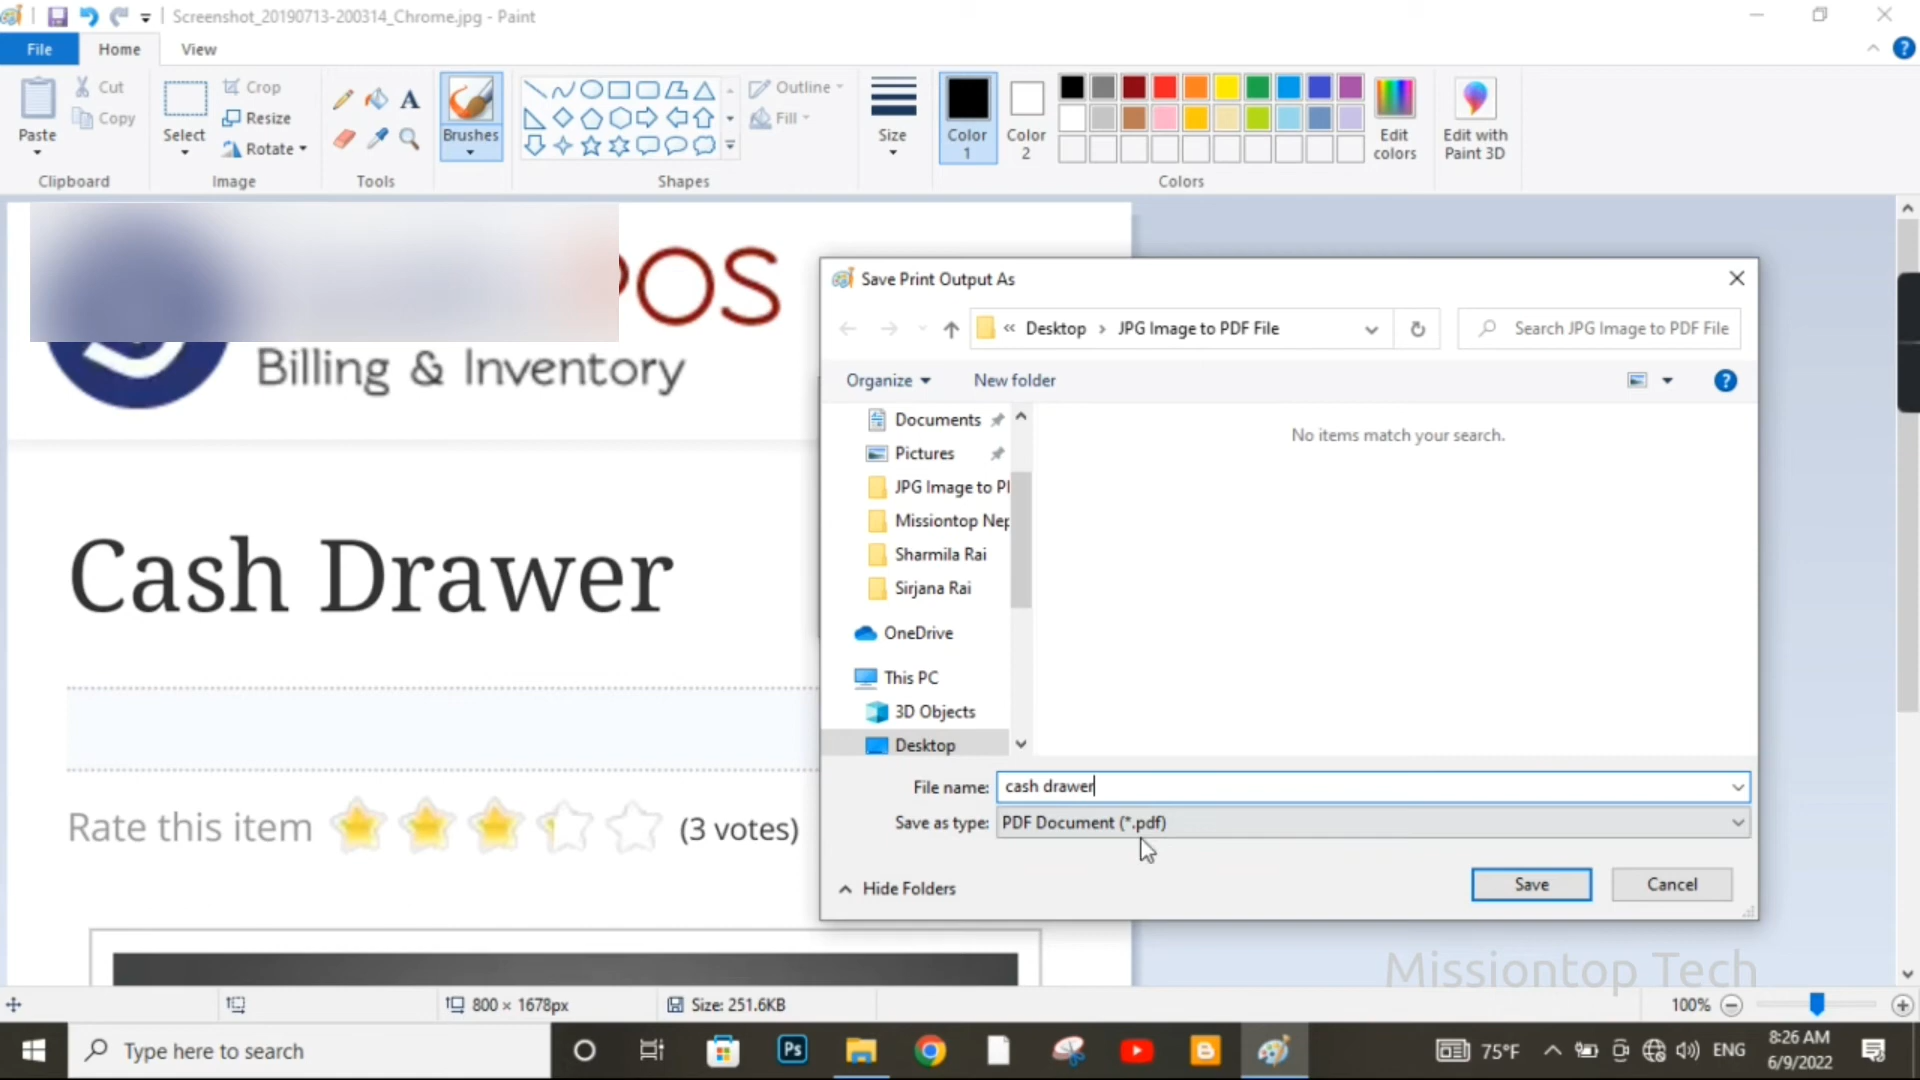 Screenshot_20190713-200314_Chrome.jpg - Paint
File Home View
Paste
Cut
Copy
Clipboard
Select
Crop
Resize
Rotate
Image
A
Tools
Brushes
Shapes
Outline
Fill
Size
Color
1
Color
2
Colors
Edit
colors
Edit with
Paint 3D
OS
Billing & Inventory
Cash Drawer
Rate this item (3 votes)
Save Print Output As
« Desktop › JPG Image to PDF File
Search JPG Image to PDF File
Organize New folder
Documents
Pictures
JPG Image to PI
Missiontop Nep
Sharmila Rai
Sirjana Rai
OneDrive
This PC
3D Objects
Desktop
No items match your search.
File name: cash drawer
Save as type: PDF Document (*.pdf)
Hide Folders
Save Cancel
Missiontop Tech
800 × 1678px Size: 251.6KB 100%
Type here to search
Ps
75°F
ENG
8:26 AM
6/9/2022